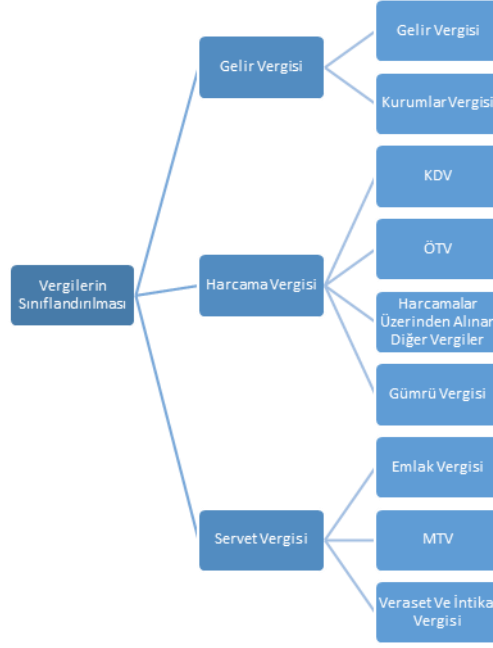 Vergilerin
Sınıflandırılması
Gelir Vergisi
Gelir Vergisi
Kurumlar Vergisi
Harcama Vergisi
KDV
ÖTV
Harcamalar
Üzerinden Alınan
Diğer Vergiler
Gümrü Vergisi
Servet Vergisi
Emlak Vergisi
MTV
Veraset Ve İntika
Vergisi